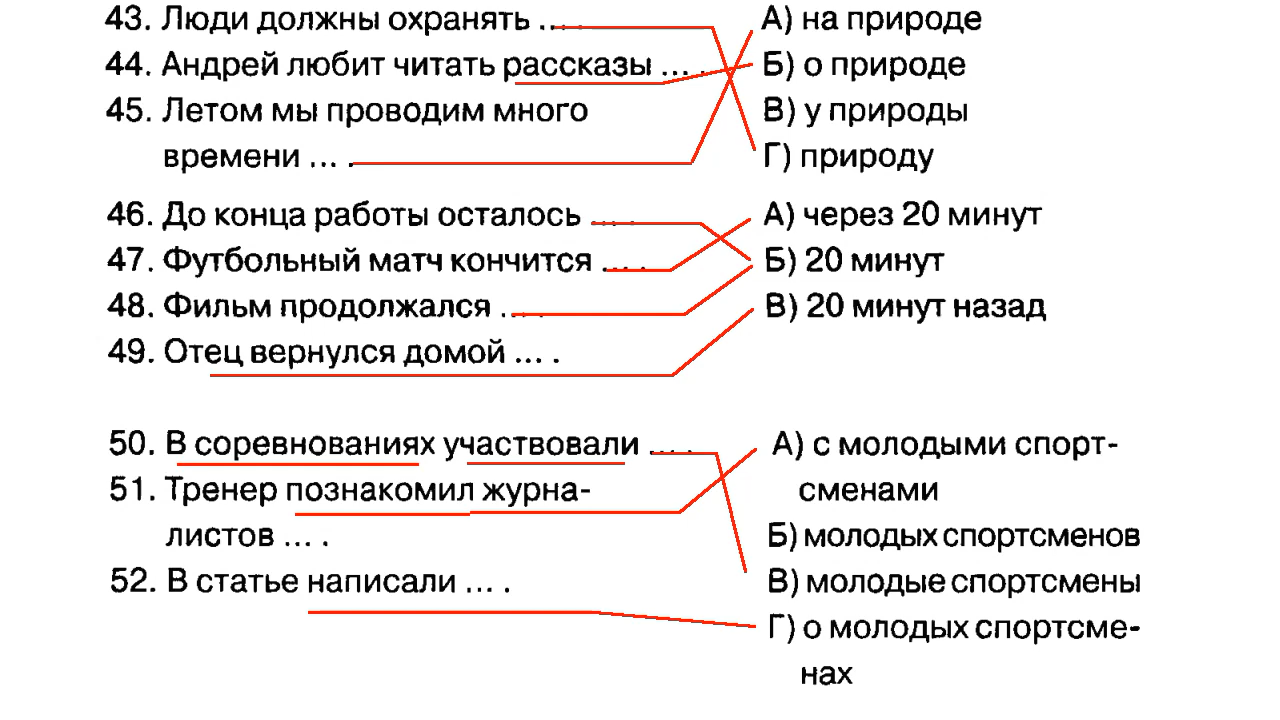 43. Люди должны охранять ... .
А) на природе
44. Андрей любит читать рассказы ... .
Б) о природе
45. Летом мы проводим много
В) у природы
времени ... .
Г) природу
46. До конца работы осталось ... .
А) через 20 минут
47. Футбольный матч кончится ... .
Б) 20 минут
48. Фильм продолжался ... .
В) 20 минут назад
49. Отец вернулся домой ... .
50. В соревнованиях участвовали ... .
А) с молодыми спорт-
51. Тренер познакомил журна-
сменами
листов ... .
Б) молодых спортсменов
52. В статье написали ... .
В) молодые спортсмены
Г) о молодых спортсме-
нах